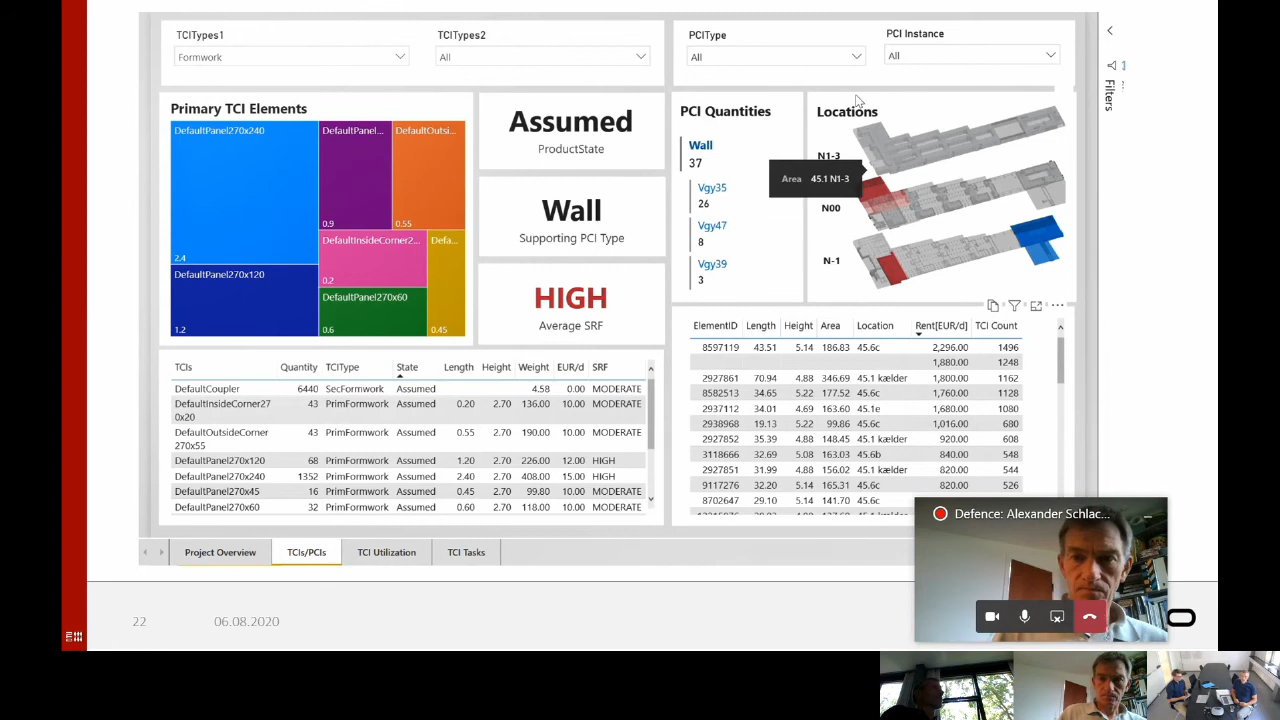 TCITypes1
Formwork
TCITypes2
All
PCIType
All
PCI Instance
All
Filters
Primary TCI Elements
DefaultPanel270x240
2.4
DefaultPanel270x120
1.2
DefaultPanel...
0.9
DefaultOutsi...
0.55
DefaultInsideCorner2...
0.2
DefaultPanel270x60
0.6
Defa...
0.45
Assumed
ProductState
Wall
Supporting PCI Type
HIGH
Average SRF
PCI Quantities
Wall
37
Vgy35
26
Vgy47
8
Vgy39
3
Locations
N1-3
N00
N-1
Area 45.1 N1-3
TCIs Quantity TCIType State Length Height Weight EUR/d SRF
DefaultCoupler 6440 SecFormwork Assumed 4.58 0.00 MODERATE
DefaultInsideCorner27 43 PrimFormwork Assumed 0.20 2.70 136.00 10.00 MODERATE
0x20
DefaultOutsideCorner 43 PrimFormwork Assumed 0.55 2.70 190.00 10.00 MODERATE
270x55
DefaultPanel270x120 68 PrimFormwork Assumed 1.20 2.70 226.00 12.00 HIGH
DefaultPanel270x240 1352 PrimFormwork Assumed 2.40 2.70 408.00 15.00 HIGH
DefaultPanel270x45 16 PrimFormwork Assumed 0.45 2.70 99.80 10.00 MODERATE
DefaultPanel270x60 32 PrimFormwork Assumed 0.60 2.70 118.00 10.00 MODERATE
ElementID Length Height Area Location Rent[EUR/d] TCI Count
8597119 43.51 5.14 186.83 45.6c 2,296.00 1496
1,880.00 1248
2927861 70.94 4.88 346.69 45.1 kælder 1,800.00 1162
8582513 34.65 5.22 177.52 45.6c 1,760.00 1128
2937112 34.01 4.69 163.60 45.1e 1,680.00 1080
2938968 19.13 5.22 99.86 45.6c 1,016.00 680
2927852 35.39 4.88 148.45 45.1 kælder 920.00 608
3118666 32.69 5.08 163.03 45.6b 840.00 548
2927851 31.99 4.88 156.02 45.1 kælder 820.00 544
9117276 32.20 5.14 165.31 45.6c 820.00 526
8702647 29.10 5.14 141.70 45.6c
Project Overview TCIs/PCIs TCI Utilization TCI Tasks
Defence: Alexander Schlac...
22 06.08.2020